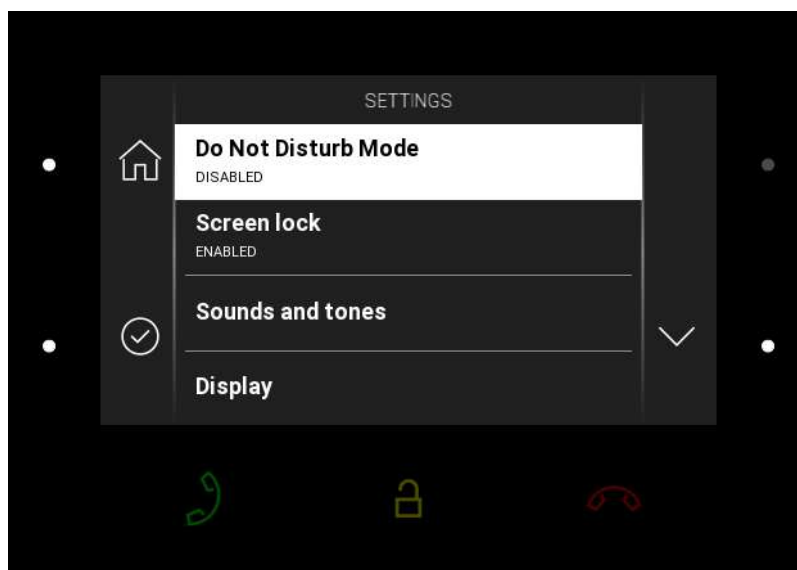 SETTINGS
Do Not Disturb Mode
DISABLED
Screen lock
ENABLED
Sounds and tones
Display